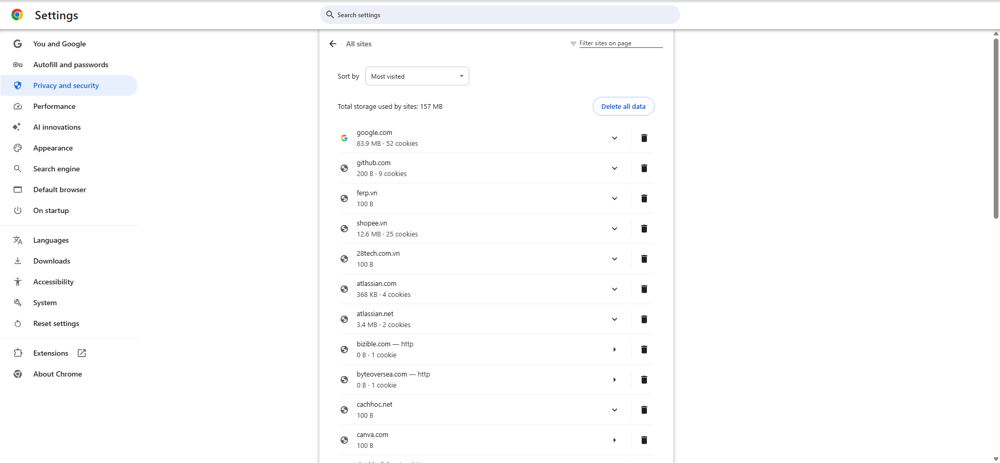 Settings
Search settings
You and Google
Autofill and passwords
Privacy and security
Performance
AI innovations
Appearance
Search engine
Default browser
On startup
Languages
Downloads
Accessibility
System
Reset settings
Extensions
About Chrome
All sites
Filter sites on page
Sort by
Most visited
Total storage used by sites: 157 MB
Delete all data
google.com
83.9 MB · 52 cookies
github.com
200 B · 9 cookies
ferp.vn
100 B
shopee.vn
12.6 MB · 25 cookies
28tech.com.vn
100 B
atlassian.com
368 KB · 4 cookies
atlassian.net
3.4 MB · 2 cookies
bizible.com — http
0 B · 1 cookie
byteoversea.com — http
0 B · 1 cookie
cachhoc.net
100 B
canva.com
100 B